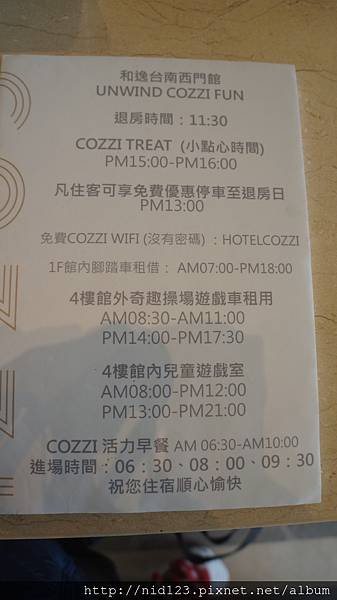 和逸台南西門館
UNWIND COZZI FUN
退房時間：11:30
COZZI TREAT (小點心時間)
PM15:00-PM16:00
凡住客可享免費優惠停車至退房日
PM13:00
免費COZZI WIFI (沒有密碼) ：HOTELCOZZI
1F館內腳踏車租借： AM07:00-PM18:00
4樓館外奇趣操場遊戲車租用
AM08:30-AM11:00
PM14:00-PM17:30
4樓館內兒童遊戲室
AM08:00-PM12:00
PM13:00-PM21:00
COZZI 活力早餐 AM 06:30-AM10:00
進場時間：06：30、08：00、09：30
祝您住宿順心愉快
http://nid123.pixnet.net/album